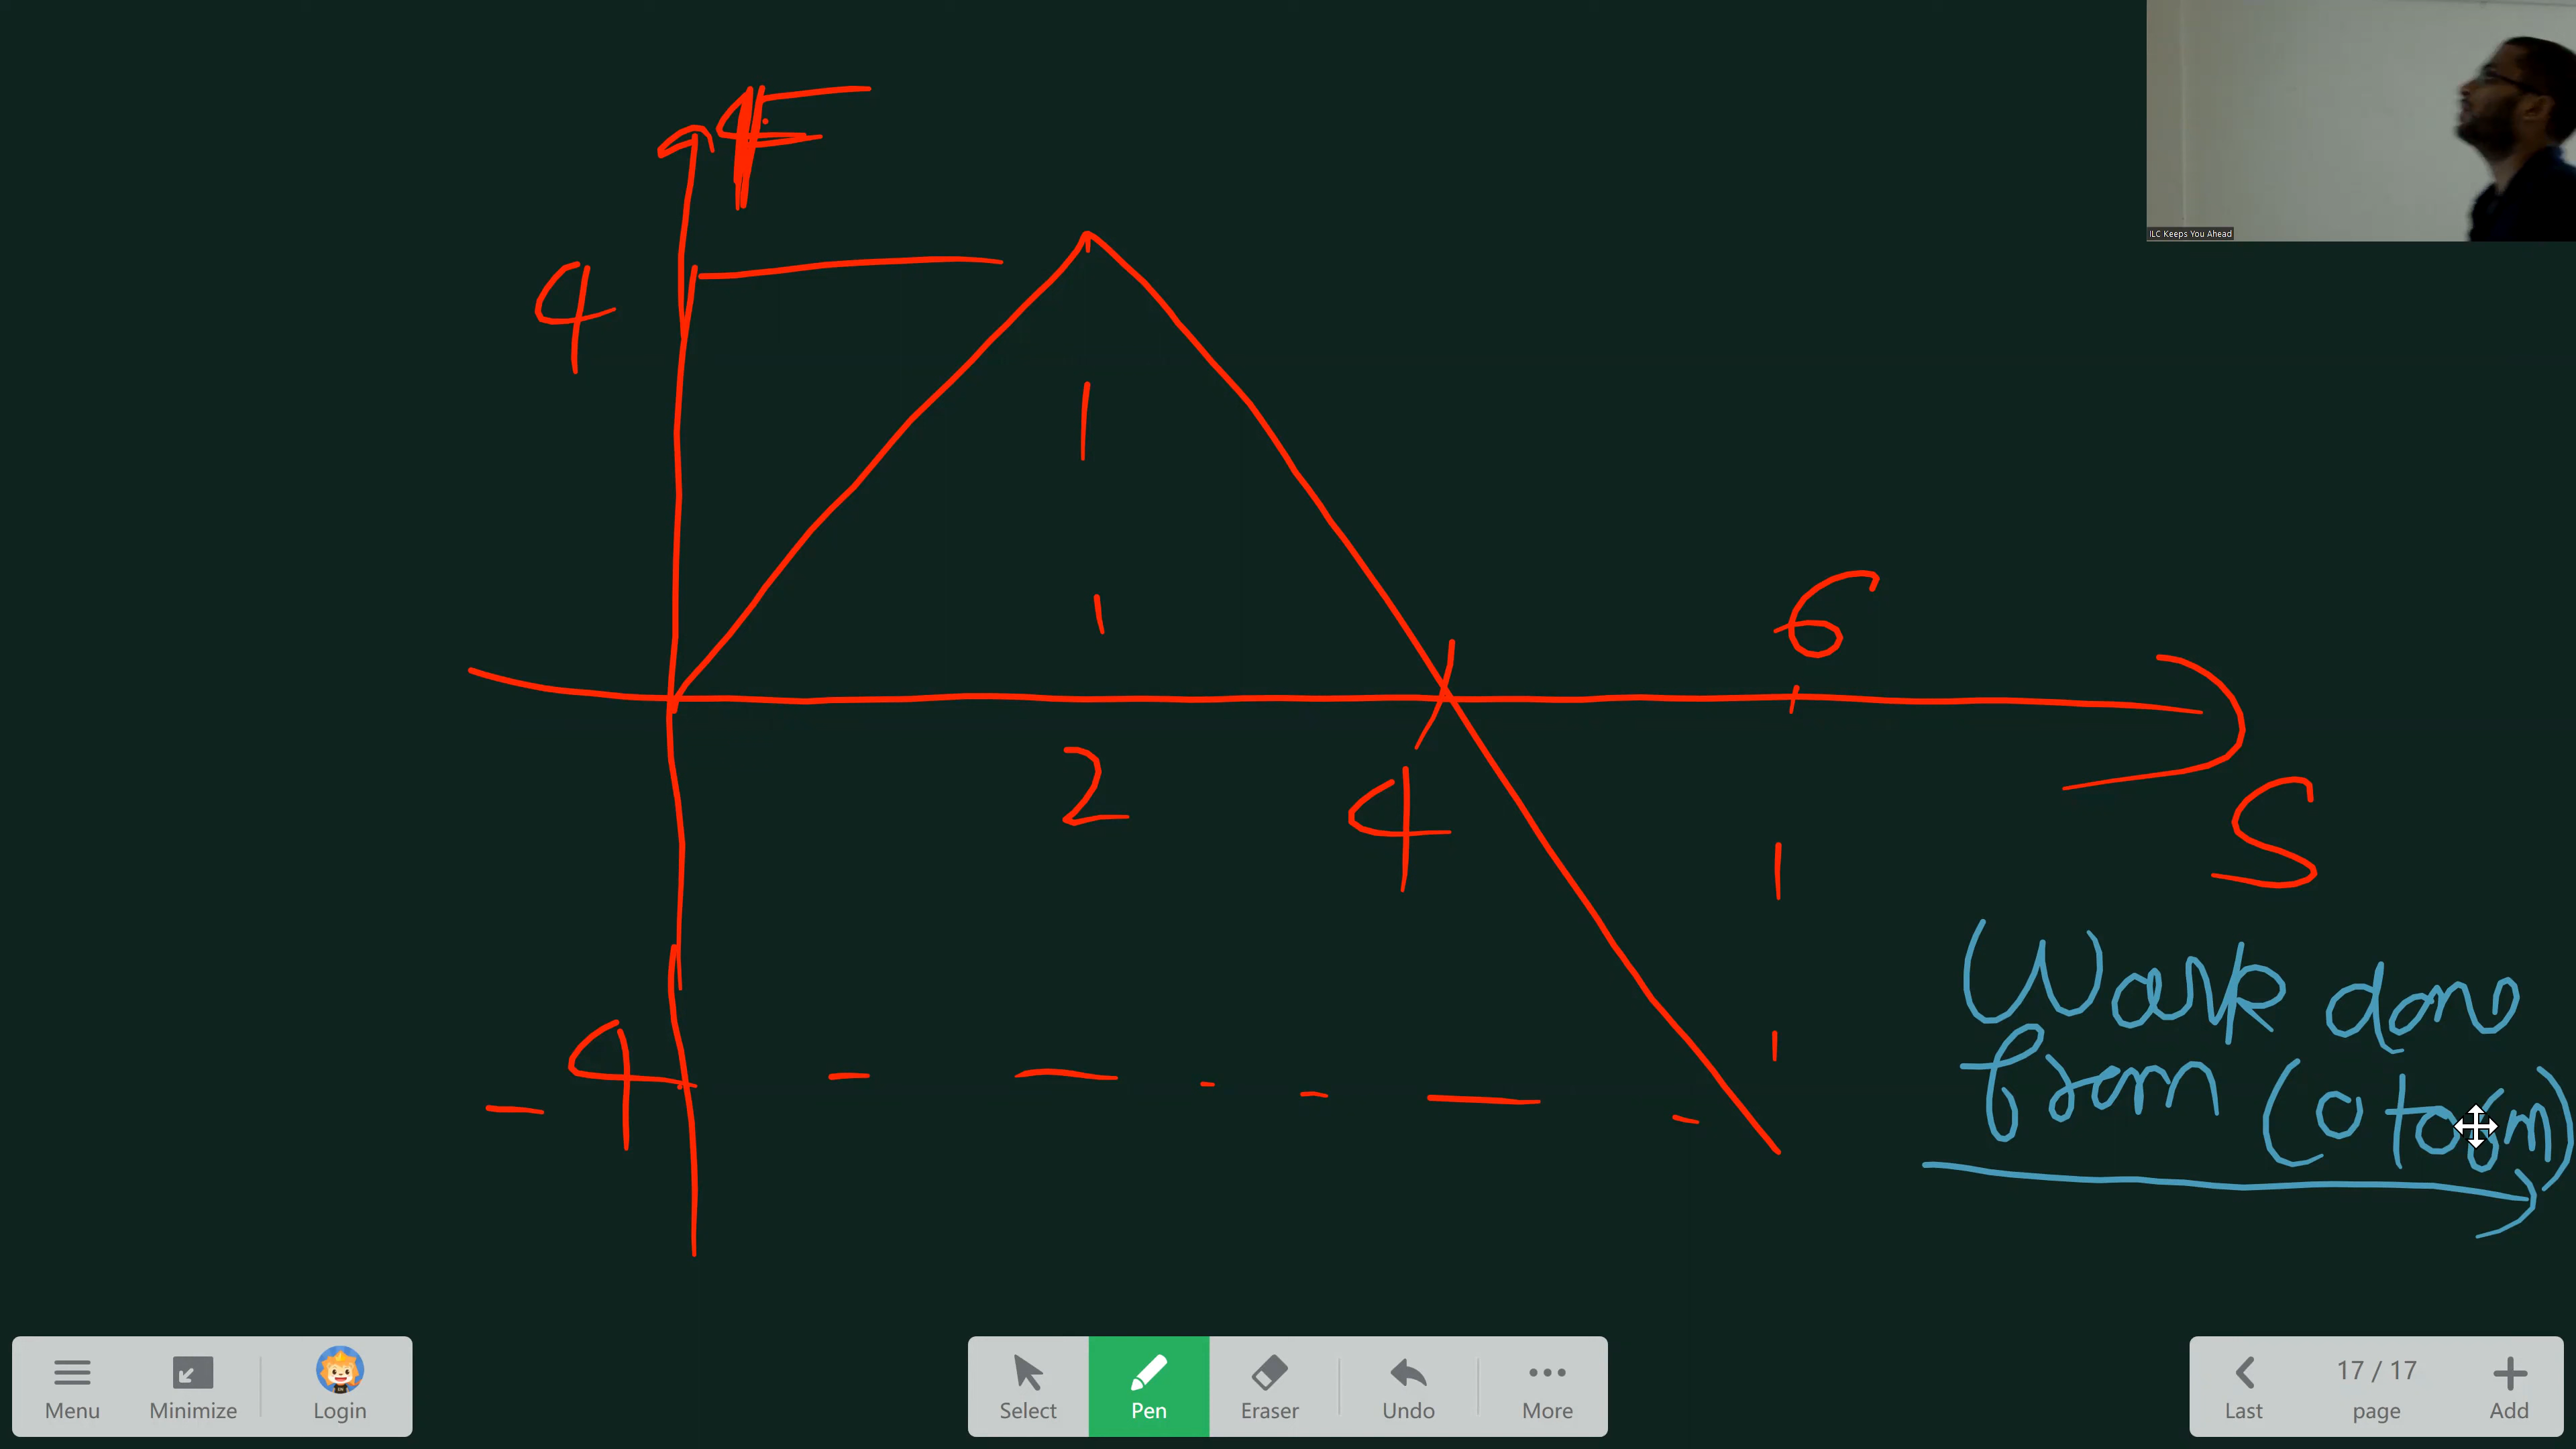 F
ILC Keeps You Ahead
4
6
2
4
S
Work done
from (0 to 6m)
-4
Menu
Minimize
Login
Select
Pen
Eraser
Undo
More
Last
17 / 17
page
Add